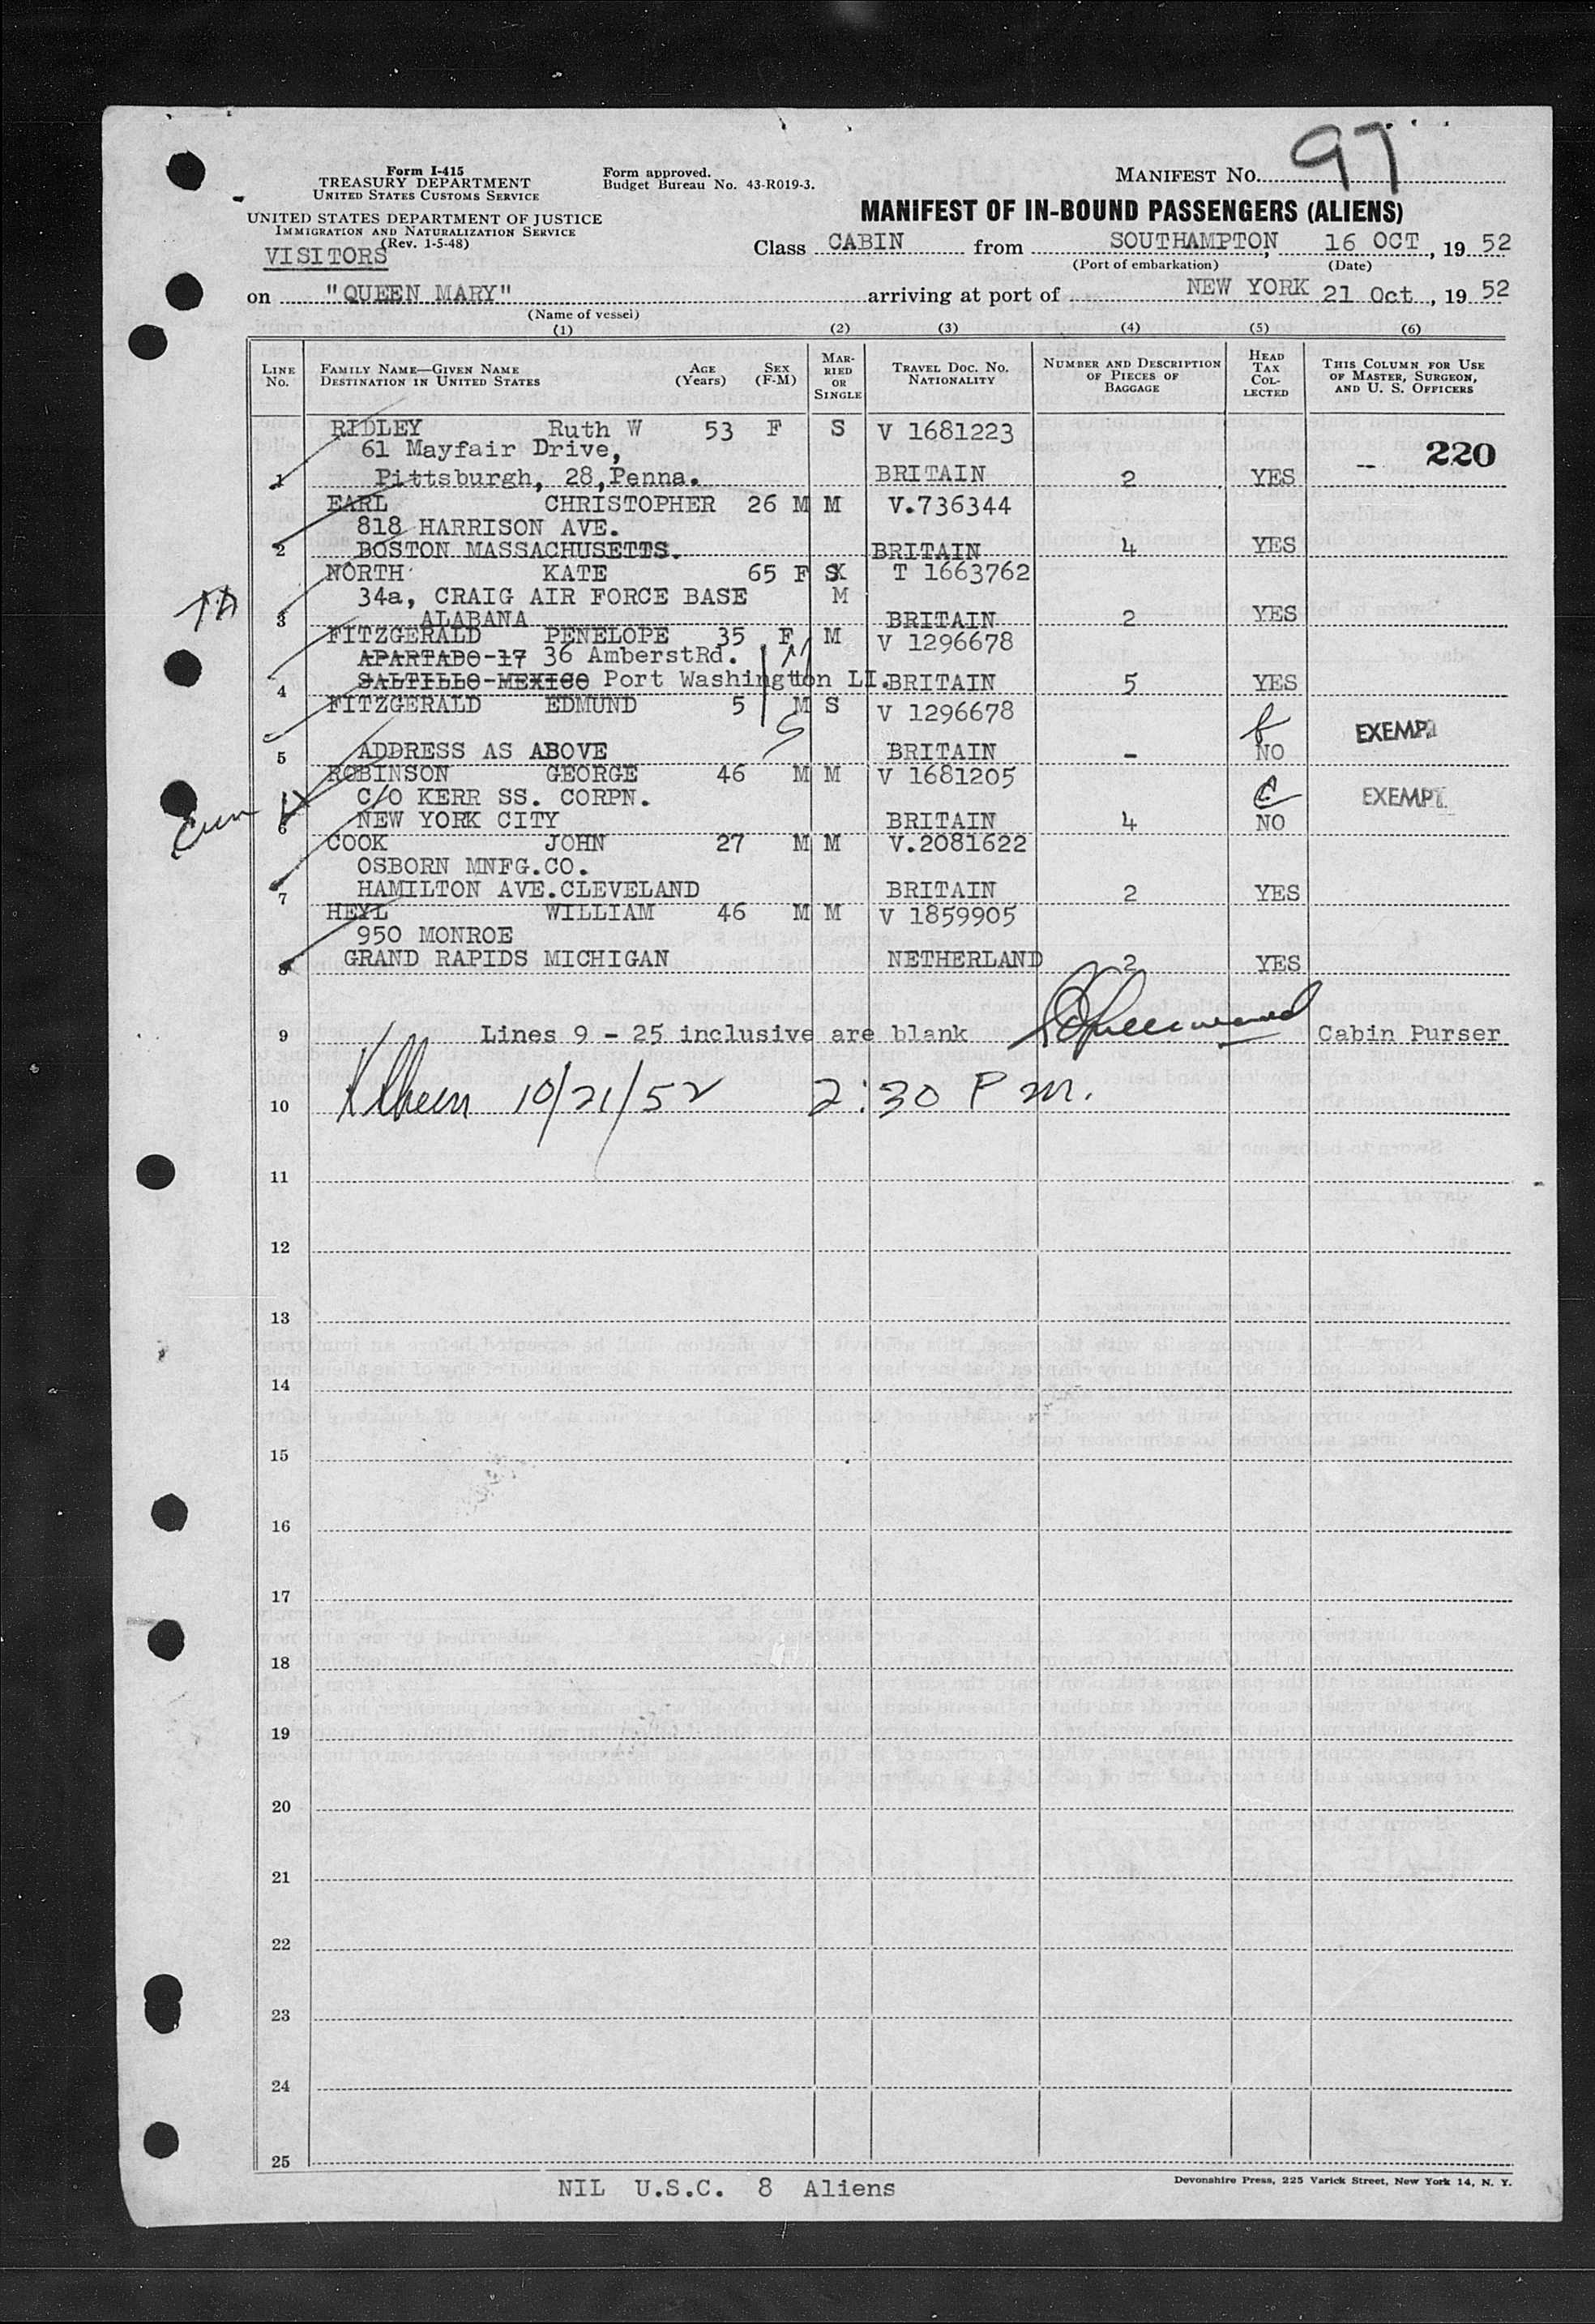 Form I-415
TREASURY DEPARTMENT
UNITED STATES CUSTOMS SERVICE
UNITED STATES DEPARTMENT OF JUSTICE
IMMIGRATION AND NATURALIZATION SERVICE
(Rev. 1-5-48)
VISITORS
Form approved.
Budget Bureau No. 43-R019-3.
MANIFEST NO. 97
MANIFEST OF IN-BOUND PASSENGERS (ALIENS)
Class CABIN from SOUTHAMPTON, 16 OCT, 19 52
(Port of embarkation) (Date)
on "QUEEN MARY" arriving at port of NEW YORK 21 Oct, 19 52
(Name of vessel)
(1) (2) (3) (4) (5) (6)
LINE No. FAMILY NAME—GIVEN NAME DESTINATION IN UNITED STATES AGE (Years) SEX (F-M) MARRIED OR SINGLE TRAVEL DOC. NO. NATIONALITY NUMBER AND DESCRIPTION OF PIECES OF BAGGAGE HEAD TAX COLLECTED THIS COLUMN FOR USE OF MASTER, SURGEON, AND U. S. OFFICERS
RIDLEY Ruth W 53 F S V 1681223
61 Mayfair Drive, -- 220
1 Pittsburgh, 28, Penna. BRITAIN 2 YES
EARL CHRISTOPHER 26 M M V.736344
818 HARRISON AVE.
2 BOSTON MASSACHUSETTS. BRITAIN 4 YES
NORTH KATE 65 F S T 1663762
34a, CRAIG AIR FORCE BASE M
3 ALABANA BRITAIN 2 YES
FITZGERALD PENELOPE 35 F M V 1296678
APARTADO-17 36 AmberstRd.
4 SALTILLO-MEXICO Port Washington LI. BRITAIN 5 YES
FITZGERALD EDMUND 5 M S V 1296678
EXEMPT
5 ADDRESS AS ABOVE BRITAIN - NO
ROBINSON GEORGE 46 M M V 1681205
C/O KERR SS. CORPN. EXEMPT
6 NEW YORK CITY BRITAIN 4 NO
COOK JOHN 27 M M V.2081622
OSBORN MNFG.CO.
7 HAMILTON AVE.CLEVELAND BRITAIN 2 YES
HEYL WILLIAM 46 M M V 1859905
950 MONROE
8 GRAND RAPIDS MICHIGAN NETHERLAND 2 YES
9 Lines 9 - 25 inclusive are blank Cabin Purser
10 10/21/52 2:30 P m.
11
12
13
14
15
16
17
18
19
20
21
22
23
24
25
NIL U.S.C. 8 Aliens
Devonshire Press, 225 Varick Street, New York 14, N. Y.